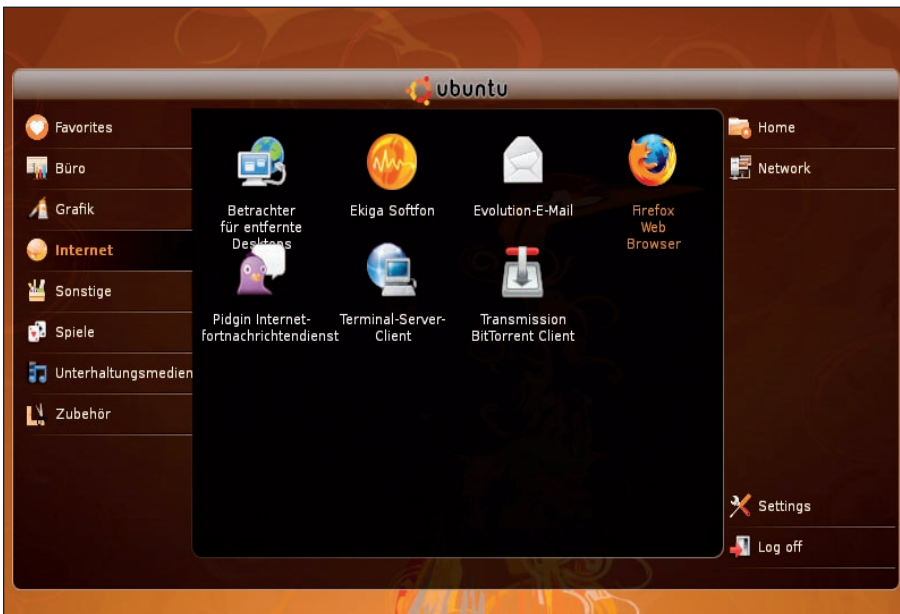 ubuntu
Favorites
Büro
Grafik
Internet
Sonstige
Spiele
Unterhaltungsmedien
Zubehör
Betrachter
für entfernte
Desktops
Ekiga Softfon
Evolution-E-Mail
Firefox
Web
Browser
Pidgin Internet-
fortnachrichtendienst
Terminal-Server-
Client
Transmission
BitTorrent Client
Home
Network
Settings
Log off